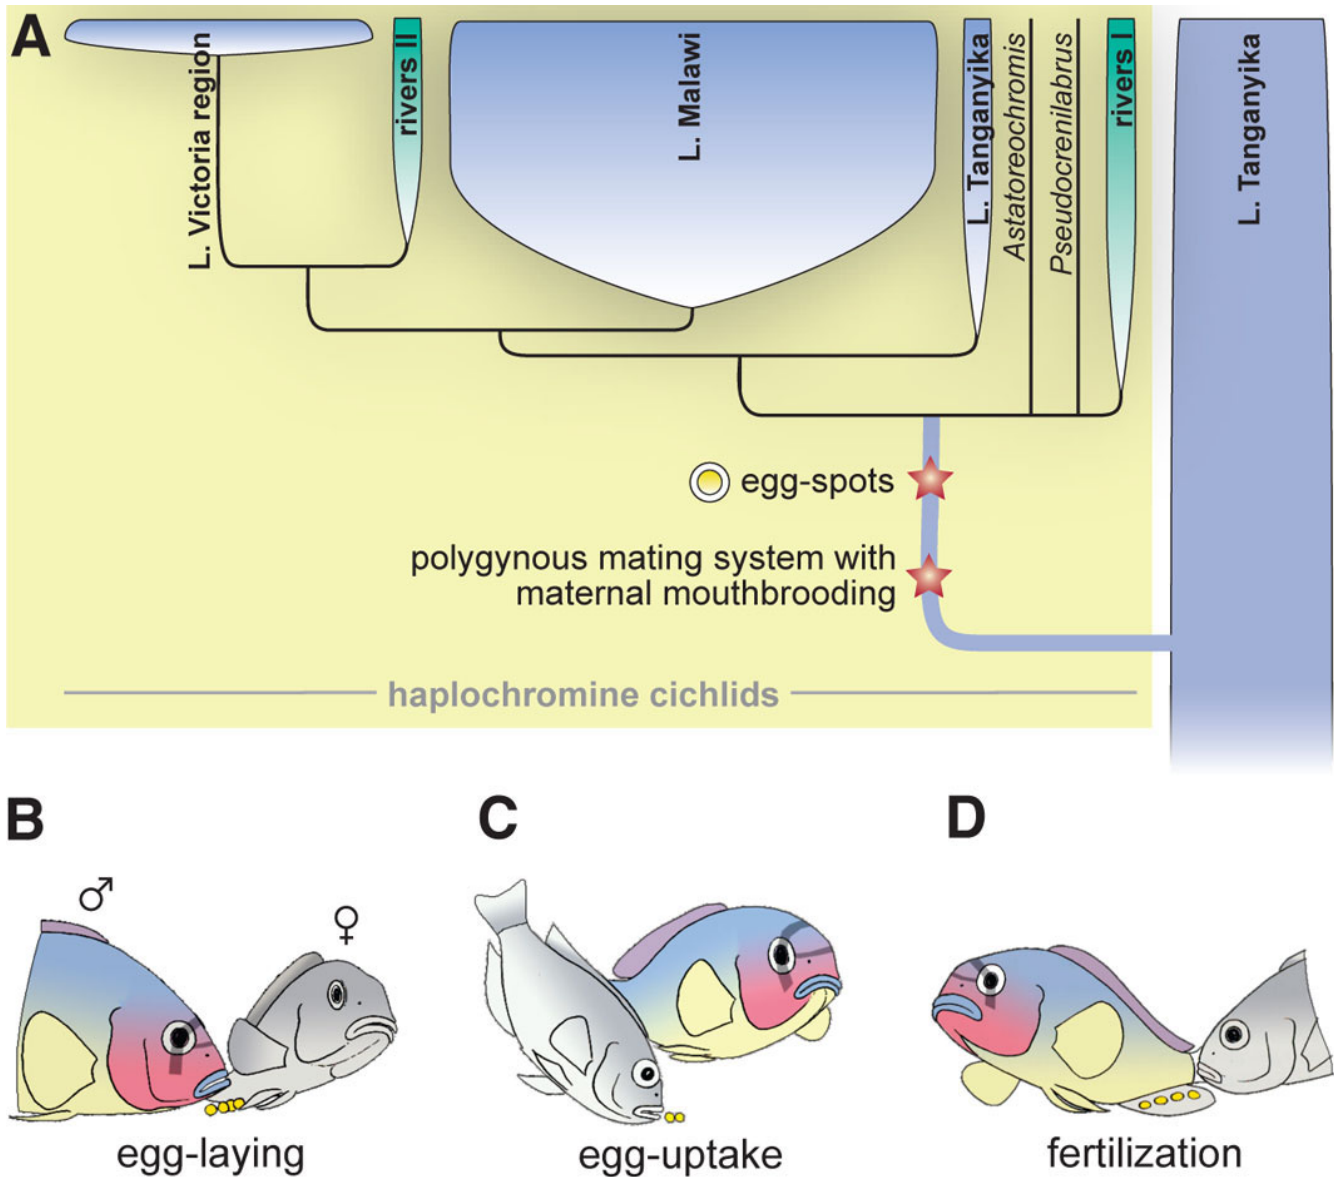 A
L. Victoria region
rivers II
L. Malawi
L. Tanganyika
Astatoreochromis
Pseudocrenilabrus
rivers I
L. Tanganyika
egg-spots
polygynous mating system with
maternal mouthbrooding
haplochromine cichlids
B
C
D
♂
♀
egg-laying
egg-uptake
fertilization